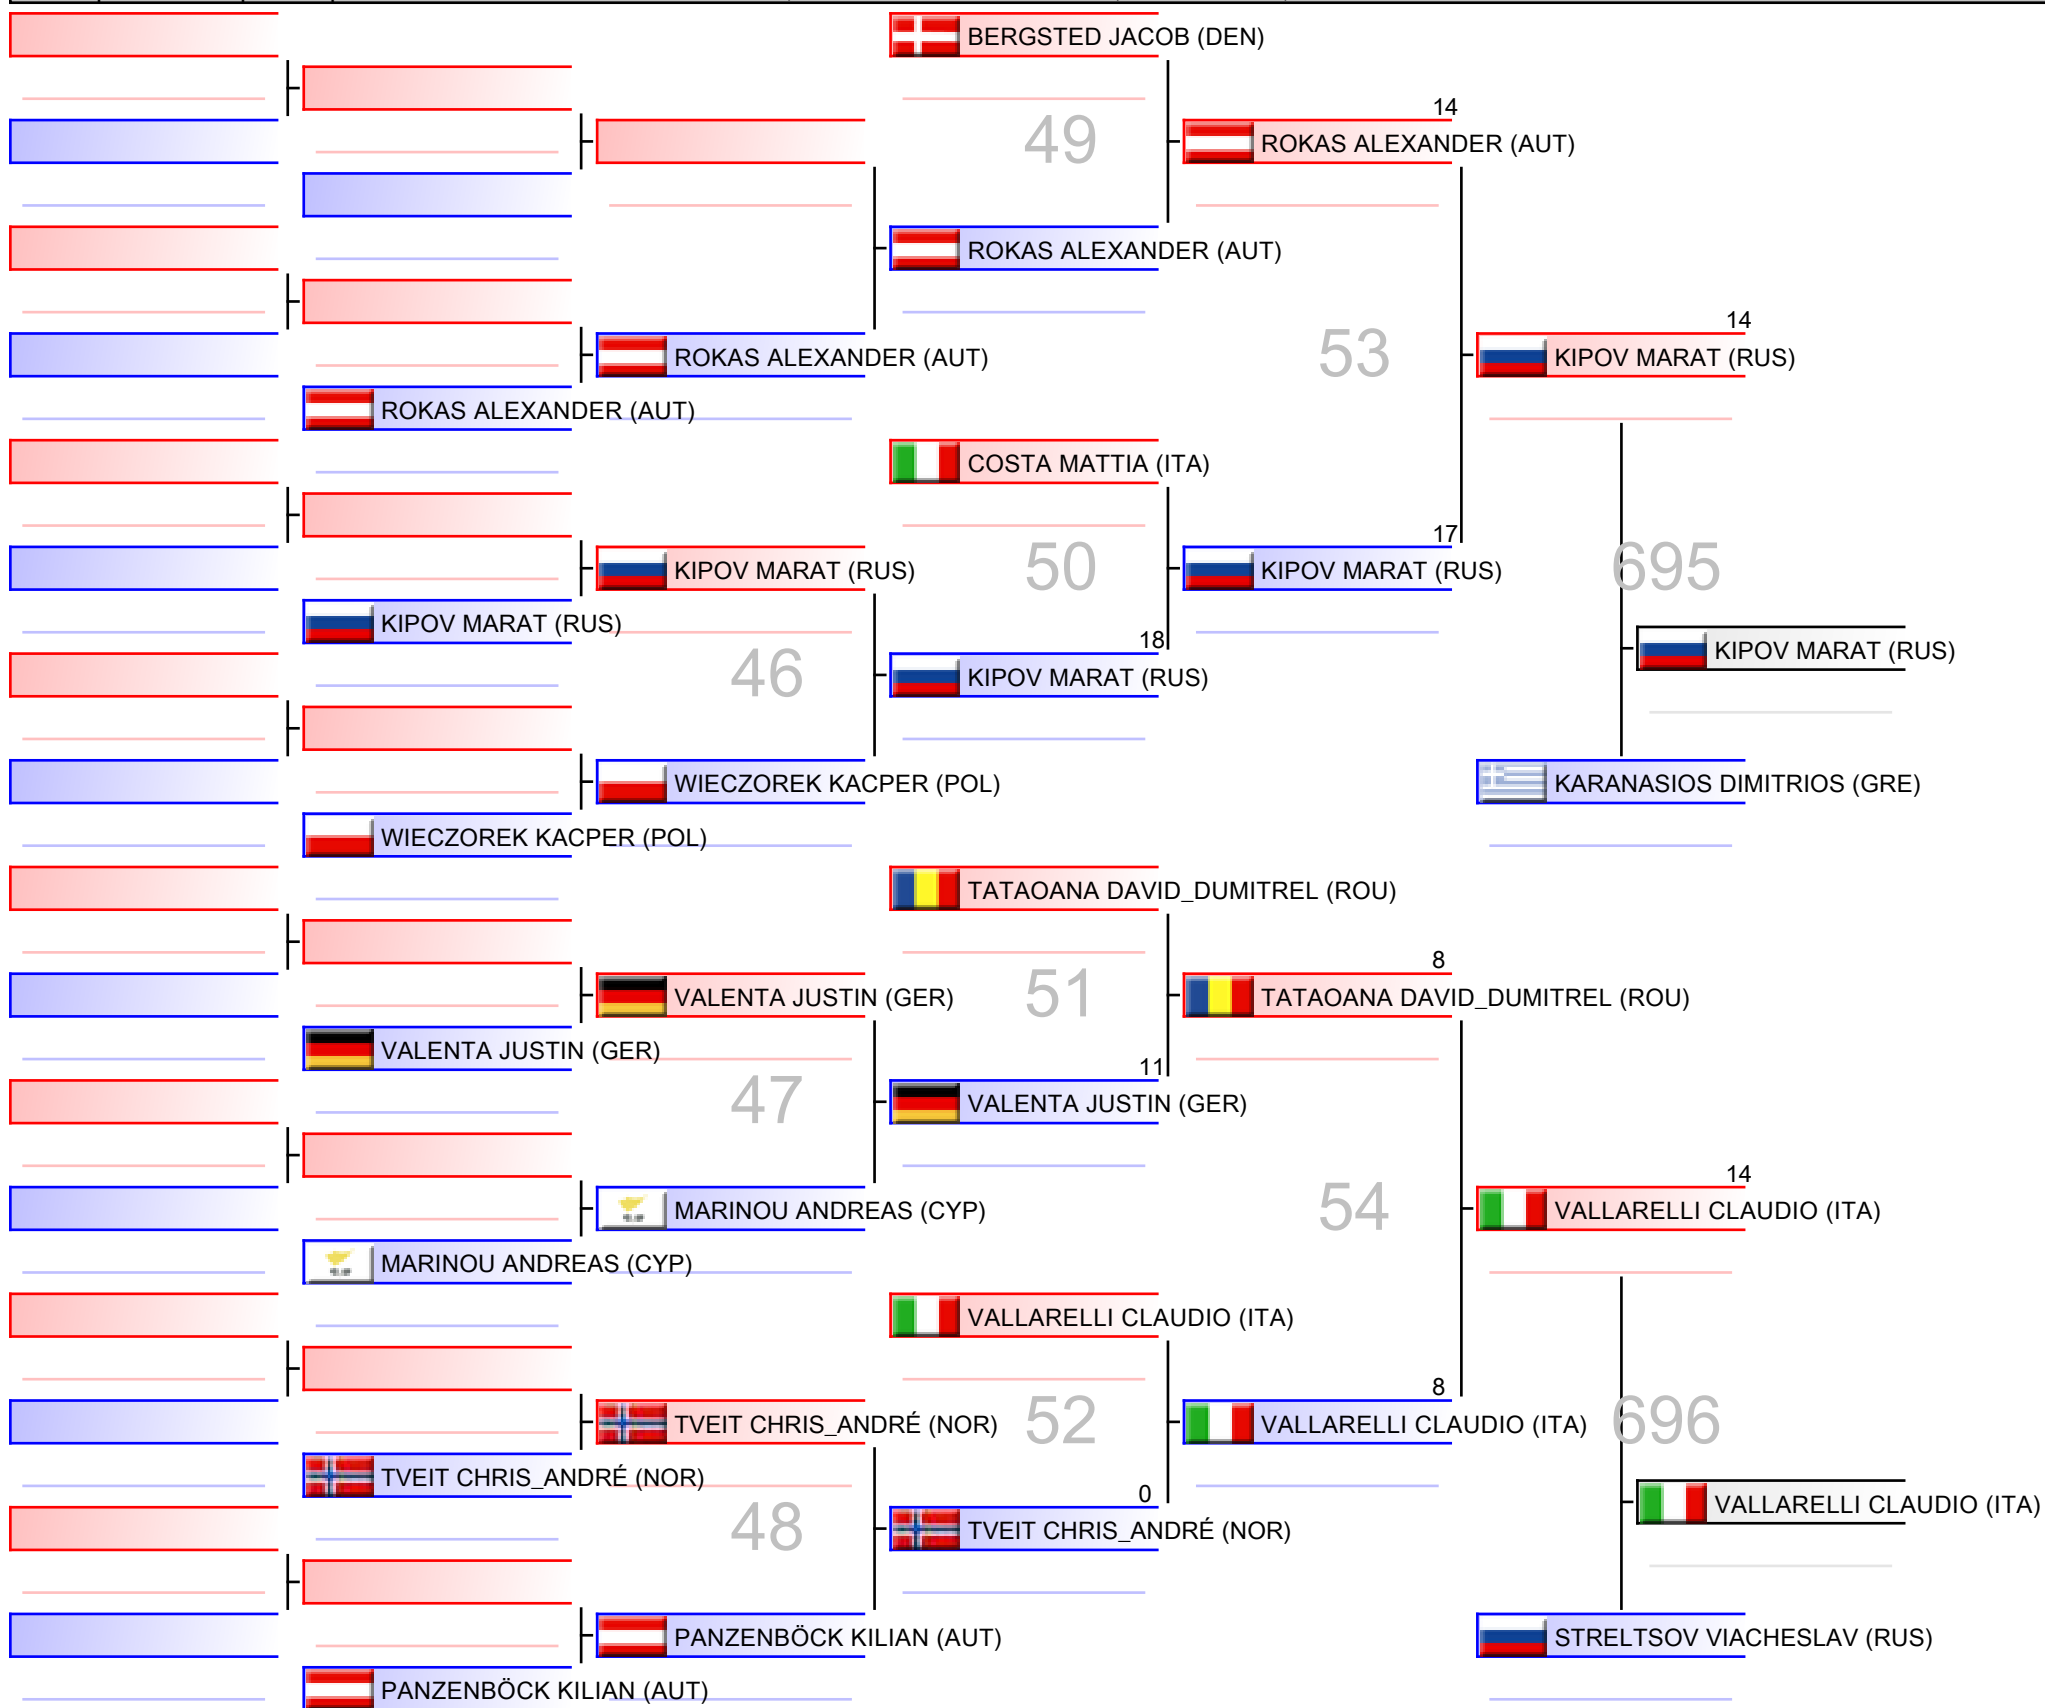 BERGSTED JACOB (DEN)
14
49
ROKAS ALEXANDER (AUT)
ROKAS ALEXANDER (AUT)
14
53
ROKAS ALEXANDER (AUT)
KIPOV MARAT (RUS)
ROKAS ALEXANDER (AUT)
COSTA MATTIA (ITA)
17
50
695
KIPOV MARAT (RUS)
KIPOV MARAT (RUS)
KIPOV MARAT (RUS)
18
KIPOV MARAT (RUS)
46
KIPOV MARAT (RUS)
WIECZOREK KACPER (POL)
KARANASIOS DIMITRIOS (GRE)
WIECZOREK KACPER (POL)
TATAOANA DAVID_DUMITREL (ROU)
8
51
VALENTA JUSTIN (GER)
TATAOANA DAVID_DUMITREL (ROU)
VALENTA JUSTIN (GER)
11
47
VALENTA JUSTIN (GER)
14
54
MARINOU ANDREAS (CYP)
VALLARELLI CLAUDIO (ITA)
MARINOU ANDREAS (CYP)
VALLARELLI CLAUDIO (ITA)
8
52
696
TVEIT CHRIS_ANDRÉ (NOR)
VALLARELLI CLAUDIO (ITA)
TVEIT CHRIS_ANDRÉ (NOR)
0
VALLARELLI CLAUDIO (ITA)
48
TVEIT CHRIS_ANDRÉ (NOR)
PANZENBÖCK KILIAN (AUT)
STRELTSOV VIACHESLAV (RUS)
PANZENBÖCK KILIAN (AUT)